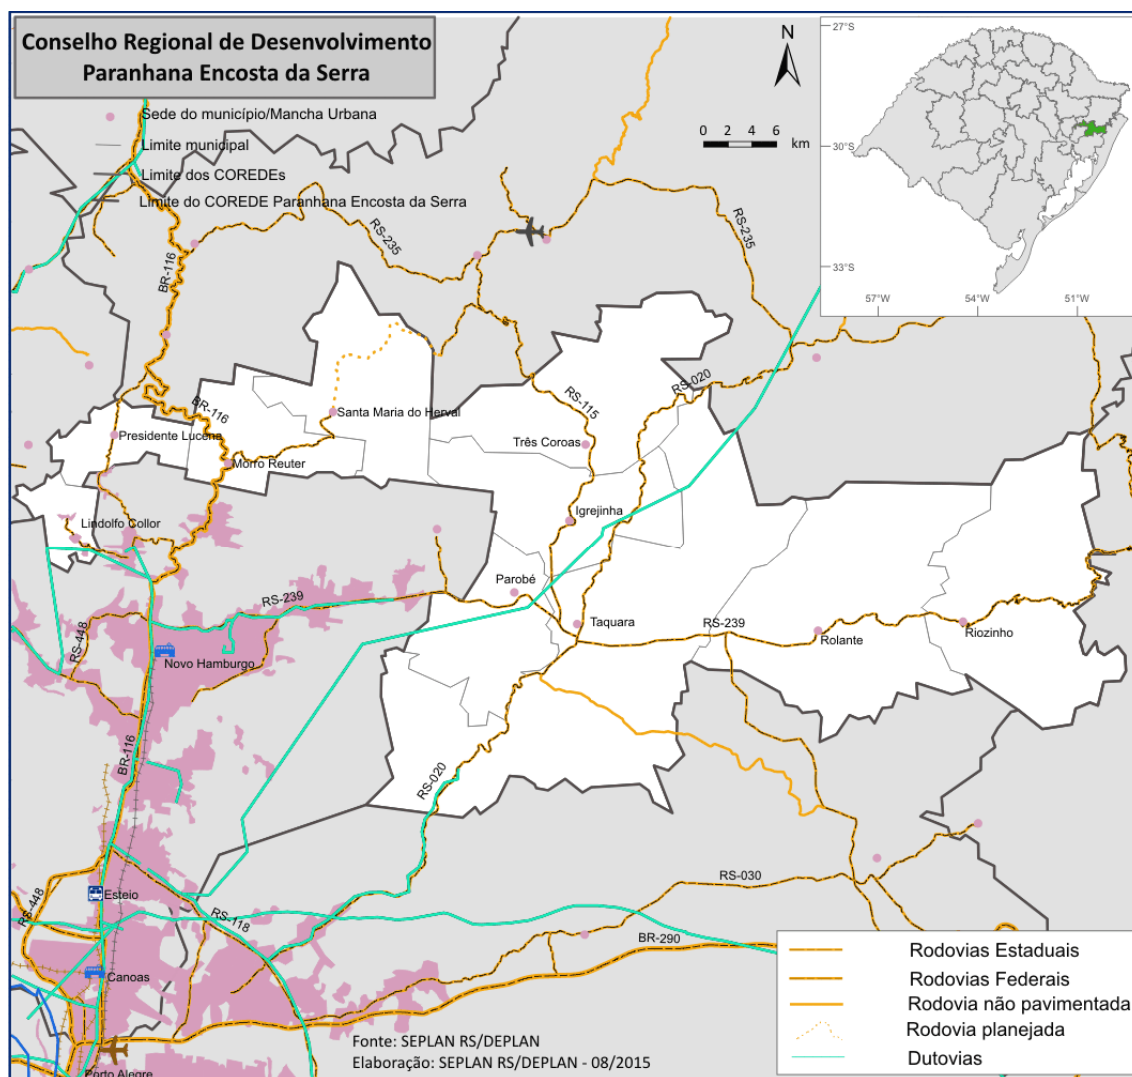 Conselho Regional de Desenvolvimento
Paranhana Encosta da Serra
Sede do município/Mancha Urbana
Limite municipal
Limite dos COREDEs
Limite do COREDE Paranhana Encosta da Serra
N
0 2 4 6 km
27°S
30°S
33°S
57°W 54°W 51°W
RS-235
RS-235
BR-116
BR-116
RS-020
RS-115
Santa Maria do Herval
Presidente Lucena
Três Coroas
Morro Reuter
Igrejinha
Lindolfo Collor
Parobé
RS-239
Taquara
RS-239
Rolante
Riozinho
RS-448
Novo Hamburgo
BR-116
RS-020
RS-030
Esteio
RS-448
RS-118
BR-290
Canoas
Porto Alegre
Rodovias Estaduais
Rodovias Federais
Rodovia não pavimentada
Rodovia planejada
Dutovias
Fonte: SEPLAN RS/DEPLAN
Elaboração: SEPLAN RS/DEPLAN - 08/2015